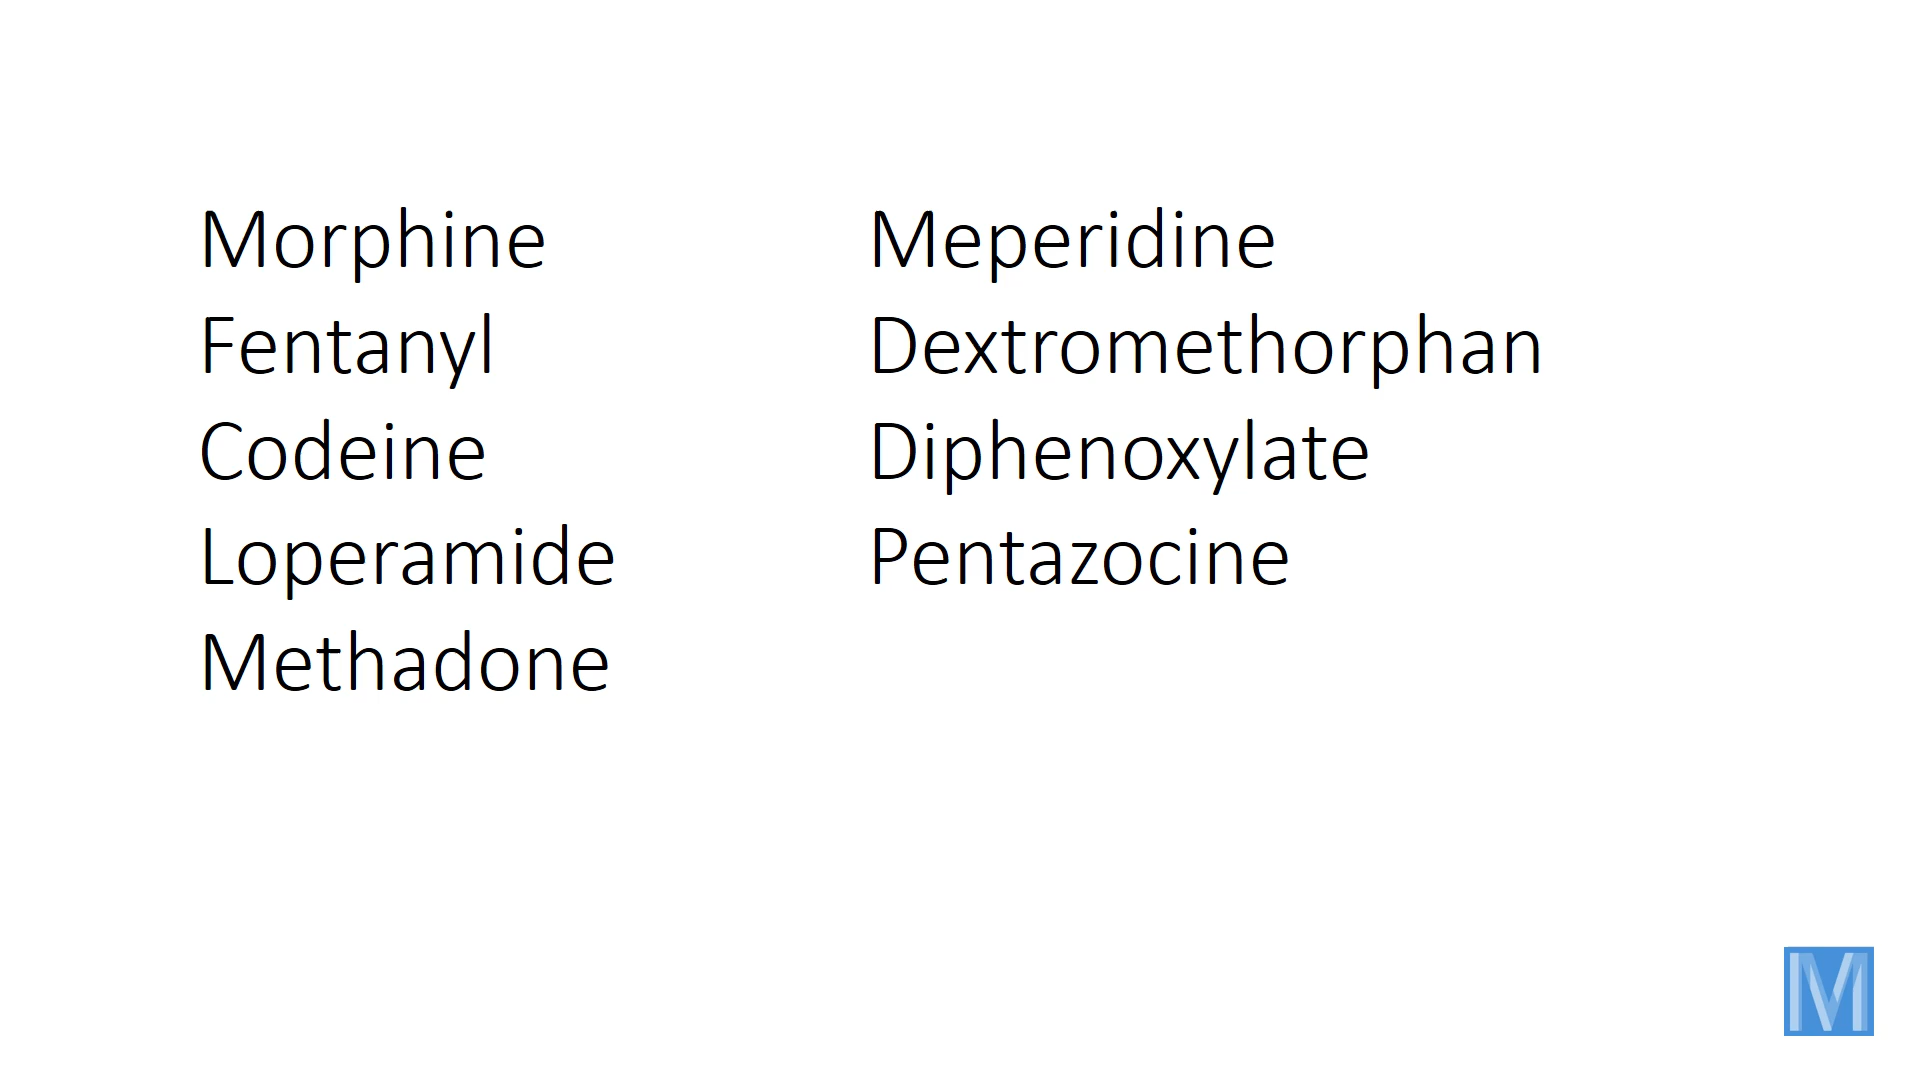 Morphine
Fentanyl
Codeine
Loperamide
Methadone
Meperidine
Dextromethorphan
Diphenoxylate
Pentazocine
M